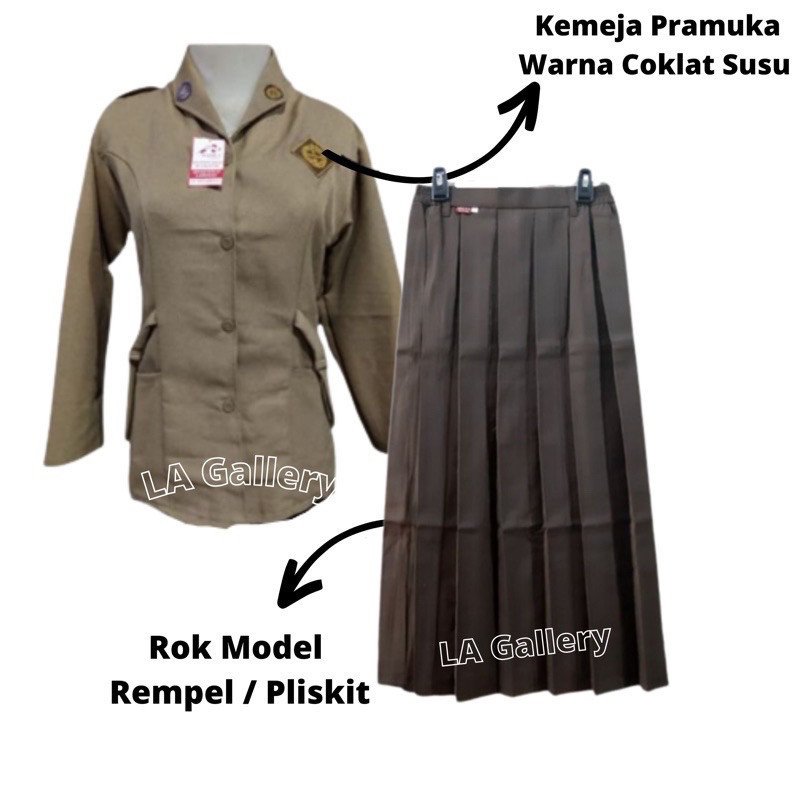 Kemeja Pramuka
Warna Coklat Susu
LA Gallery
Rok Model
Rempel / Pliskit
LA Gallery